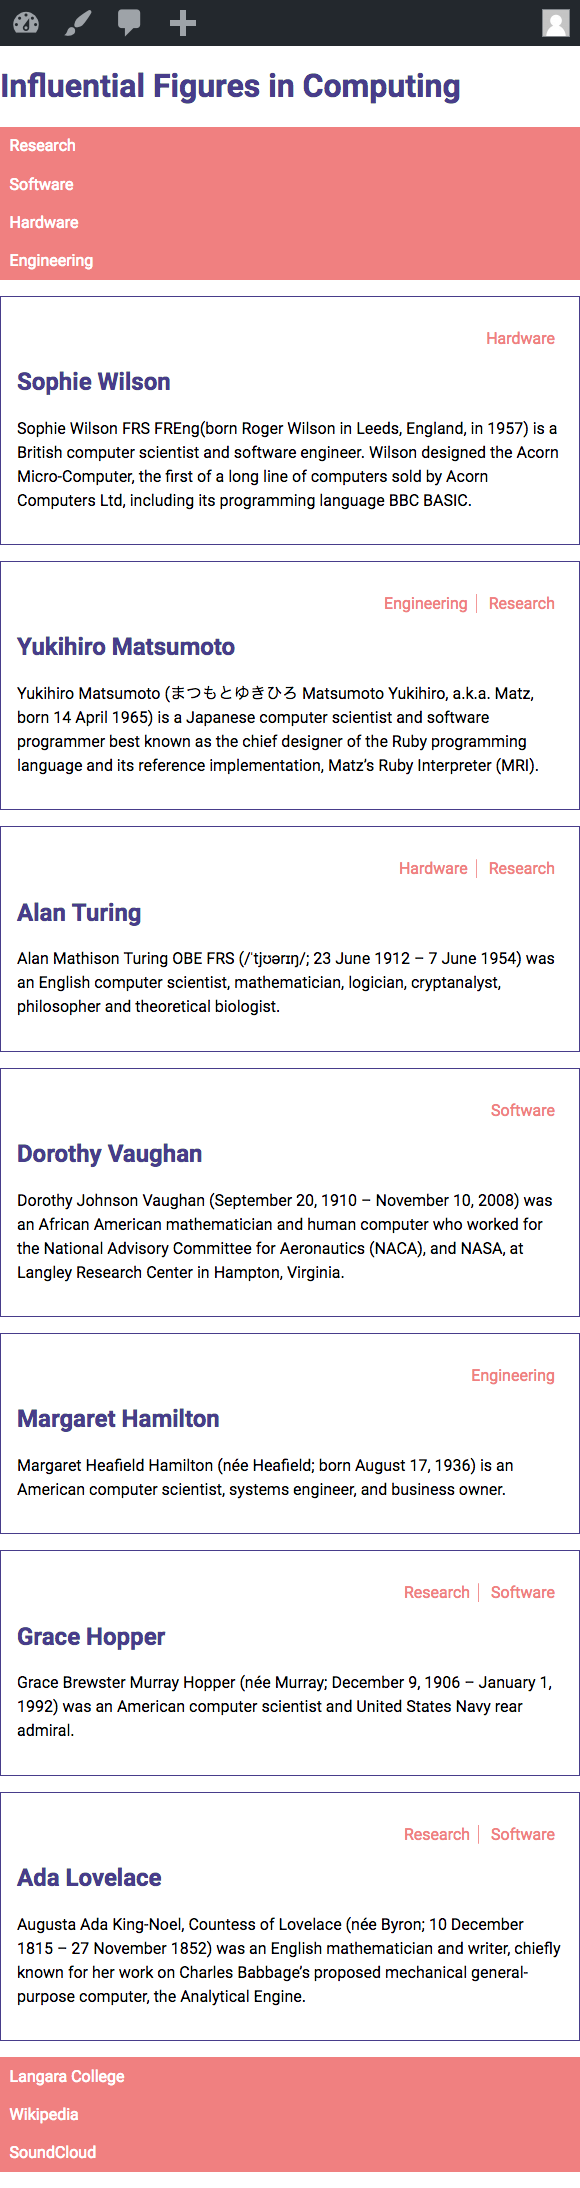 Influential Figures in Computing
Research
Software
Hardware
Engineering
Hardware
Sophie Wilson
Sophie Wilson FRS FREng(born Roger Wilson in Leeds, England, in 1957) is a
British computer scientist and software engineer. Wilson designed the Acorn
Micro-Computer, the first of a long line of computers sold by Acorn
Computers Ltd, including its programming language BBC BASIC.
Engineering | Research
Yukihiro Matsumoto
Yukihiro Matsumoto (まつもとゆきひろ Matsumoto Yukihiro, a.k.a. Matz,
born 14 April 1965) is a Japanese computer scientist and software
programmer best known as the chief designer of the Ruby programming
language and its reference implementation, Matz’s Ruby Interpreter (MRI).
Hardware | Research
Alan Turing
Alan Mathison Turing OBE FRS (/ˈtjʊərɪŋ/; 23 June 1912 – 7 June 1954) was
an English computer scientist, mathematician, logician, cryptanalyst,
philosopher and theoretical biologist.
Software
Dorothy Vaughan
Dorothy Johnson Vaughan (September 20, 1910 – November 10, 2008) was
an African American mathematician and human computer who worked for
the National Advisory Committee for Aeronautics (NACA), and NASA, at
Langley Research Center in Hampton, Virginia.
Engineering
Margaret Hamilton
Margaret Heafield Hamilton (née Heafield; born August 17, 1936) is an
American computer scientist, systems engineer, and business owner.
Research | Software
Grace Hopper
Grace Brewster Murray Hopper (née Murray; December 9, 1906 – January 1,
1992) was an American computer scientist and United States Navy rear
admiral.
Research | Software
Ada Lovelace
Augusta Ada King-Noel, Countess of Lovelace (née Byron; 10 December
1815 – 27 November 1852) was an English mathematician and writer, chiefly
known for her work on Charles Babbage’s proposed mechanical general-
purpose computer, the Analytical Engine.
Langara College
Wikipedia
SoundCloud